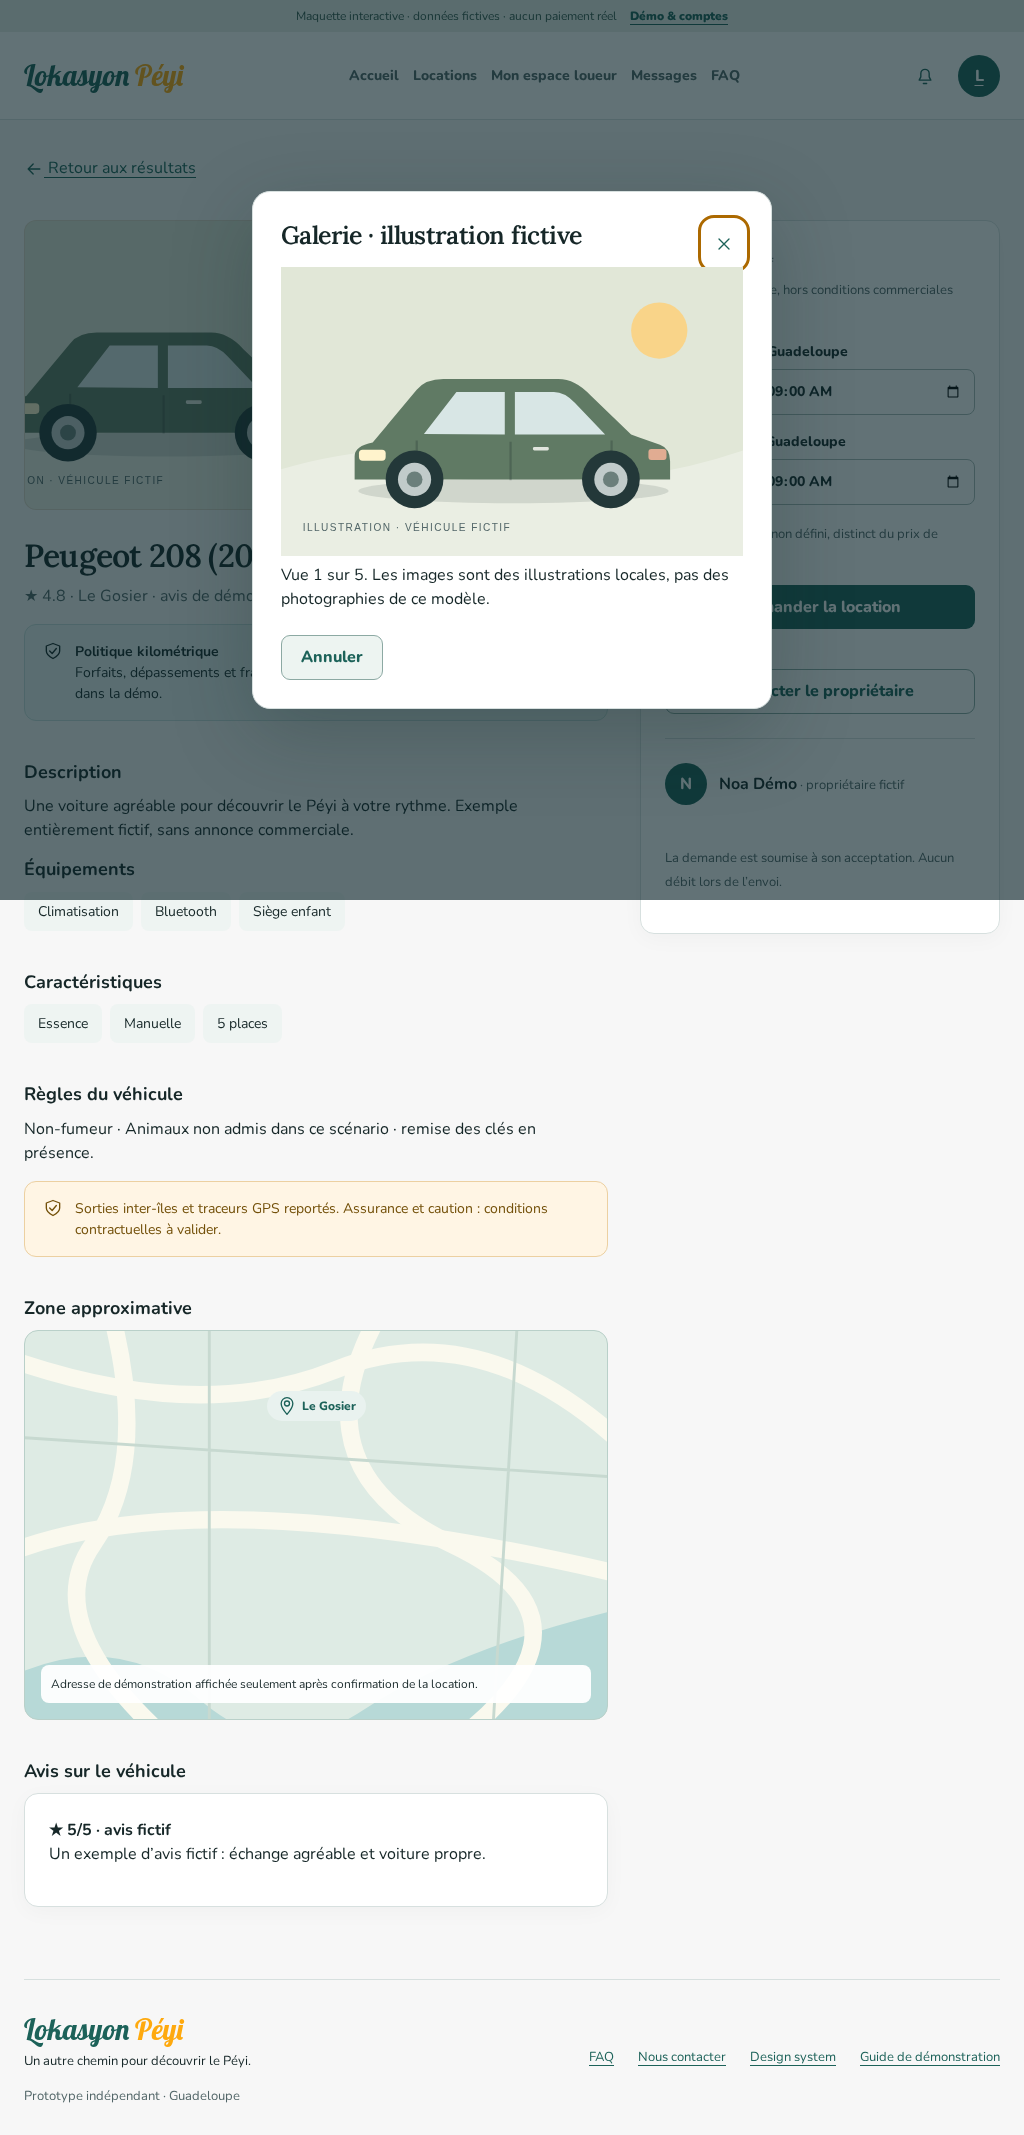 Maquette interactive · données fictives · aucun paiement réel Démo & comptes
Lokasyon Péyi
Accueil Locations Mon espace loueur Messages FAQ
L
Retour aux résultats
Galerie · illustration fictive
ILLUSTRATION · VÉHICULE FICTIF
Vue 1 sur 5. Les images sont des illustrations locales, pas des
photographies de ce modèle.
Annuler
ON · VÉHICULE FICTIF
Peugeot 208 (20
★ 4.8 · Le Gosier · avis de démo
Politique kilométrique
Forfaits, dépassements et fra
dans la démo.
e, hors conditions commerciales
Guadeloupe
09:00 AM
Guadeloupe
09:00 AM
non défini, distinct du prix de
ander la location
cter le propriétaire
N
Noa Démo · propriétaire fictif
La demande est soumise à son acceptation. Aucun
débit lors de l’envoi.
Description
Une voiture agréable pour découvrir le Péyi à votre rythme. Exemple
entièrement fictif, sans annonce commerciale.
Équipements
Climatisation Bluetooth Siège enfant
Caractéristiques
Essence Manuelle 5 places
Règles du véhicule
Non-fumeur · Animaux non admis dans ce scénario · remise des clés en
présence.
Sorties inter-îles et traceurs GPS reportés. Assurance et caution : conditions
contractuelles à valider.
Zone approximative
Le Gosier
Adresse de démonstration affichée seulement après confirmation de la location.
Avis sur le véhicule
★ 5/5 · avis fictif
Un exemple d’avis fictif : échange agréable et voiture propre.
Lokasyon Péyi
Un autre chemin pour découvrir le Péyi.
Prototype indépendant · Guadeloupe
FAQ Nous contacter Design system Guide de démonstration